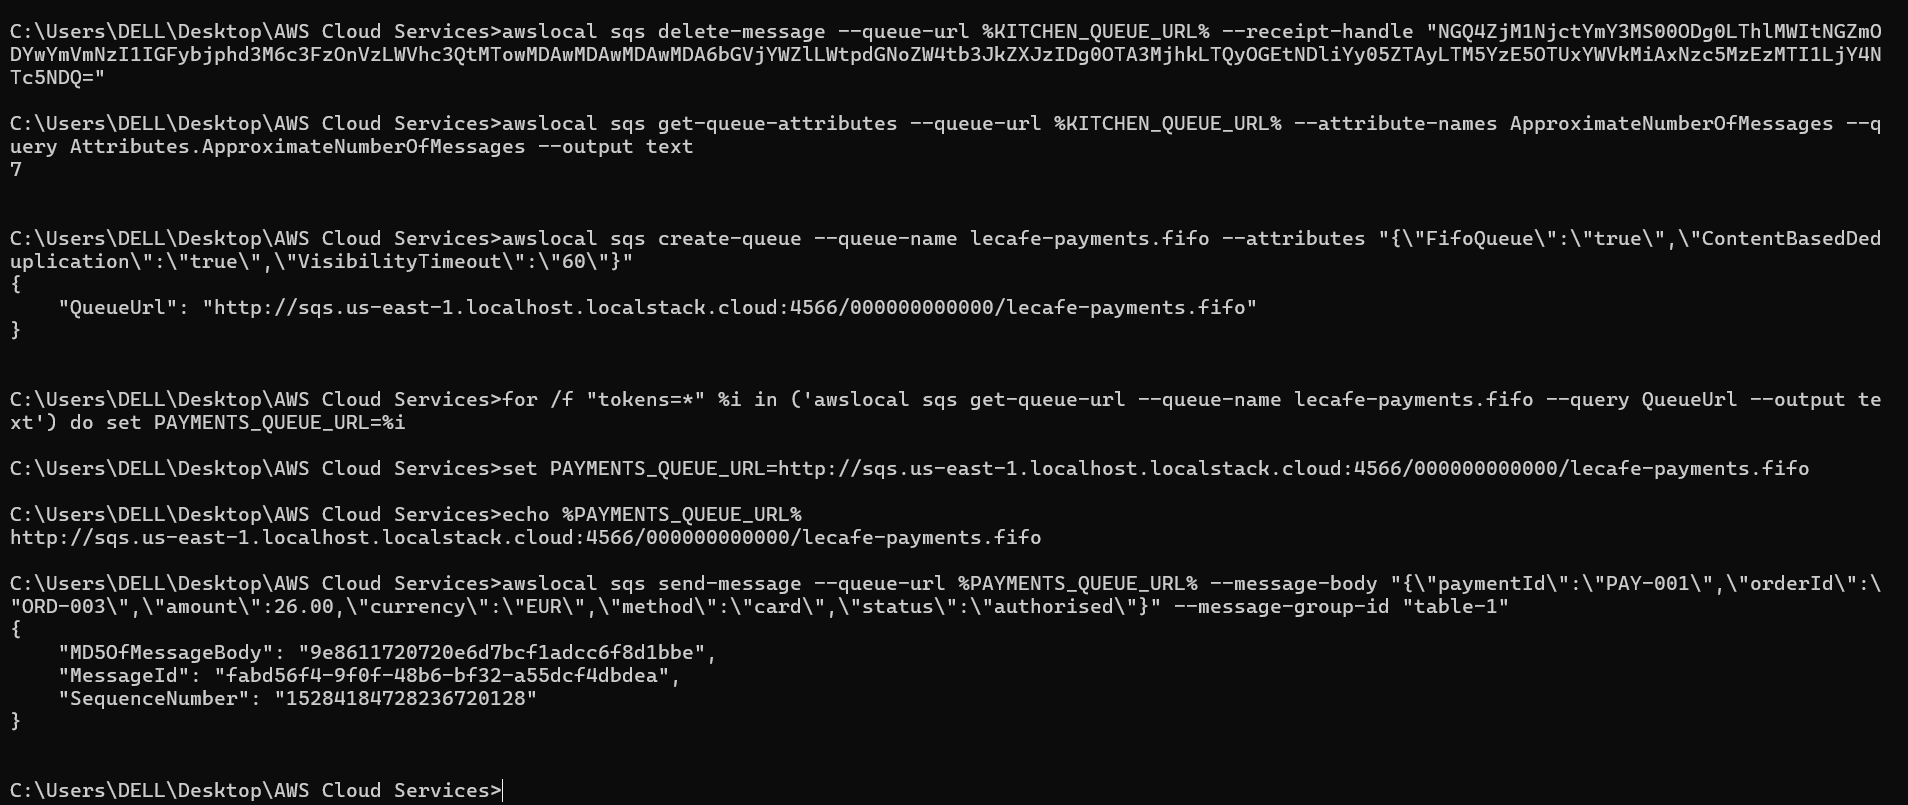 C:\Users\DELL\Desktop\AWS Cloud Services>awslocal sqs delete-message --queue-url %KITCHEN_QUEUE_URL% --receipt-handle "NGQ4ZjM1NjctYmY3MS00ODg0LThlMWItNGZmO
DYwYmVmNzI1IGFybjphd3M6c3FzOnVzLWVhc3QtMTowMDAwMDAwMDAwMDA6bGVjYWZlLWtpdGNoZW4tb3JkZXJzIDg0OTA3MjhkLTQyOGEtNDliYy05ZTAyLTM5YzE5OTUxYWVkMiAxNzc5MzEzMTI1LjY4N
Tc5NDQ="
C:\Users\DELL\Desktop\AWS Cloud Services>awslocal sqs get-queue-attributes --queue-url %KITCHEN_QUEUE_URL% --attribute-names ApproximateNumberOfMessages --q
uery Attributes.ApproximateNumberOfMessages --output text
7
C:\Users\DELL\Desktop\AWS Cloud Services>awslocal sqs create-queue --queue-name lecafe-payments.fifo --attributes "{\"FifoQueue\":\"true\",\"ContentBasedDed
uplication\":\"true\",\"VisibilityTimeout\":\"60\"}"
{
    "QueueUrl": "http://sqs.us-east-1.localhost.localstack.cloud:4566/000000000000/lecafe-payments.fifo"
}
C:\Users\DELL\Desktop\AWS Cloud Services>for /f "tokens=*" %i in ('awslocal sqs get-queue-url --queue-name lecafe-payments.fifo --query QueueUrl --output te
xt') do set PAYMENTS_QUEUE_URL=%i
C:\Users\DELL\Desktop\AWS Cloud Services>set PAYMENTS_QUEUE_URL=http://sqs.us-east-1.localhost.localstack.cloud:4566/000000000000/lecafe-payments.fifo
C:\Users\DELL\Desktop\AWS Cloud Services>echo %PAYMENTS_QUEUE_URL%
http://sqs.us-east-1.localhost.localstack.cloud:4566/000000000000/lecafe-payments.fifo
C:\Users\DELL\Desktop\AWS Cloud Services>awslocal sqs send-message --queue-url %PAYMENTS_QUEUE_URL% --message-body "{\"paymentId\":\"PAY-001\",\"orderId\":\
"ORD-003\",\"amount\":26.00,\"currency\":\"EUR\",\"method\":\"card\",\"status\":\"authorised\"}" --message-group-id "table-1"
{
    "MD5OfMessageBody": "9e8611720720e6d7bcf1adcc6f8d1bbe",
    "MessageId": "fabd56f4-9f0f-48b6-bf32-a55dcf4dbdea",
    "SequenceNumber": "15284184728236720128"
}
C:\Users\DELL\Desktop\AWS Cloud Services>